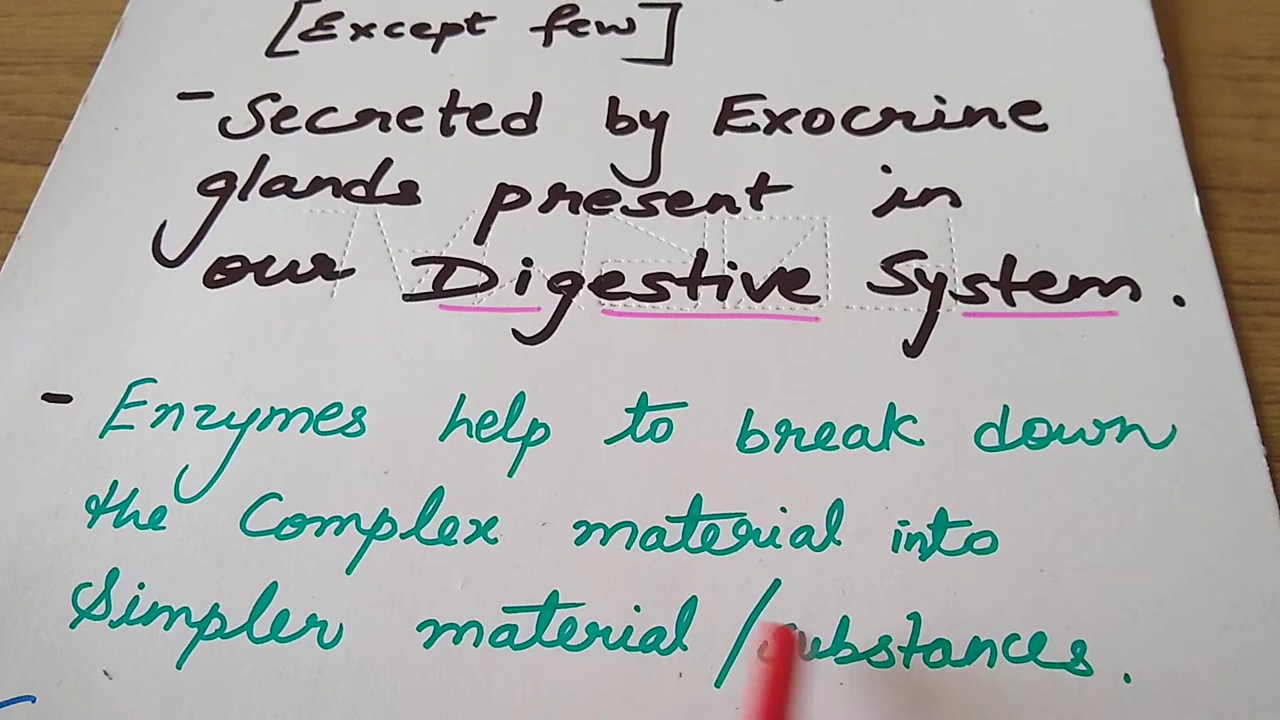 [Except few]
- Secreted by Exocrine
glands present in
our Digestive System.
- Enzymes help to break down
the Complex material into
Simpler material / substances.